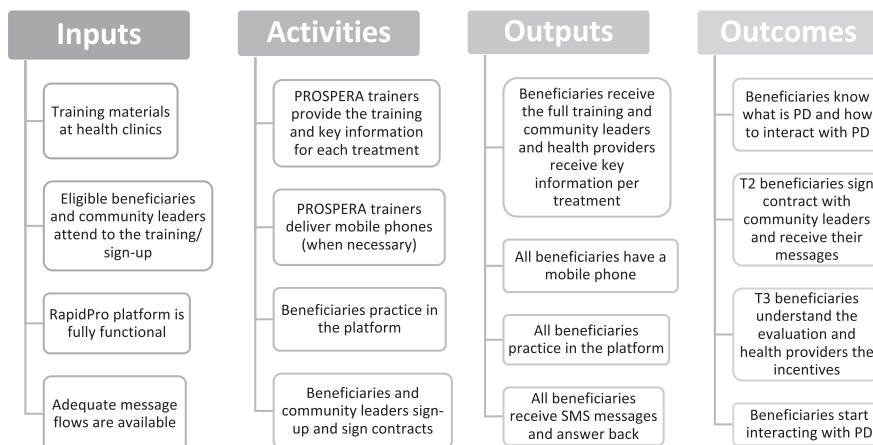 Inputs
Training materials
at health clinics
Eligible beneficiaries
and community leaders
attend to the training/
sign-up
RapidPro platform is
fully functional
Adequate message
flows are available
Activities
PROSPERA trainers
provide the training
and key information
for each treatment
PROSPERA trainers
deliver mobile phones
(when necessary)
Beneficiaries practice in
the platform
Beneficiaries and
community leaders sign-
up and sign contracts
Outputs
Beneficiaries receive
the full training and
community leaders
and health providers
receive key
information per
treatment
All beneficiaries have a
mobile phone
All beneficiaries
practice in the platform
All beneficiaries
receive SMS messages
and answer back
Outcomes
Beneficiaries know
what is PD and how
to interact with PD
T2 beneficiaries sign
contract with
community leaders
and receive their
messages
T3 beneficiaries
understand the
evaluation and
health providers the
incentives
Beneficiaries start
interacting with PD